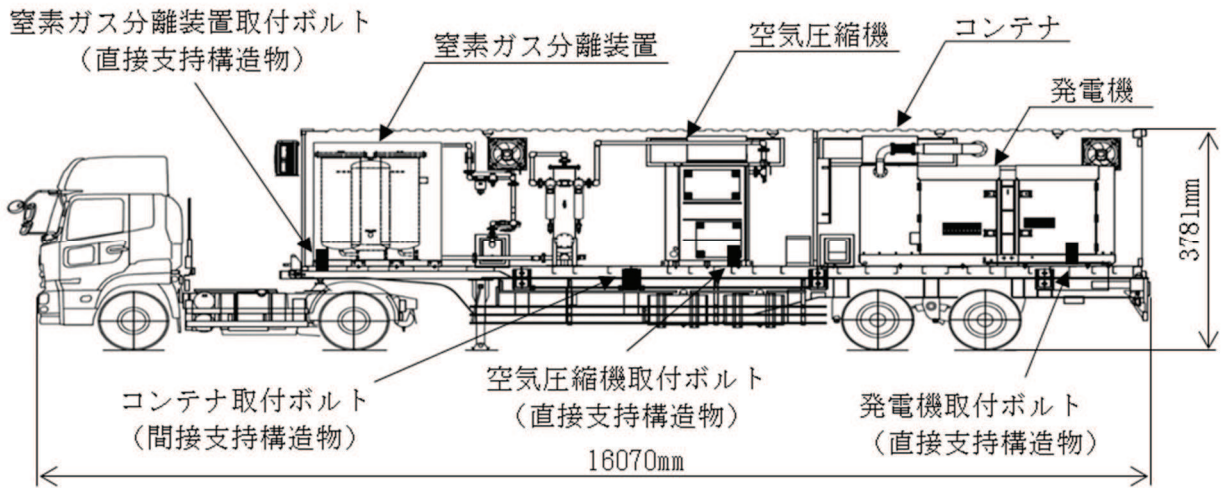 窒素ガス分離装置取付ボルト
（直接支持構造物）
窒素ガス分離装置
空気圧縮機
コンテナ
発電機
3781mm
コンテナ取付ボルト
（間接支持構造物）
空気圧縮機取付ボルト
（直接支持構造物）
発電機取付ボルト
（直接支持構造物）
16070mm